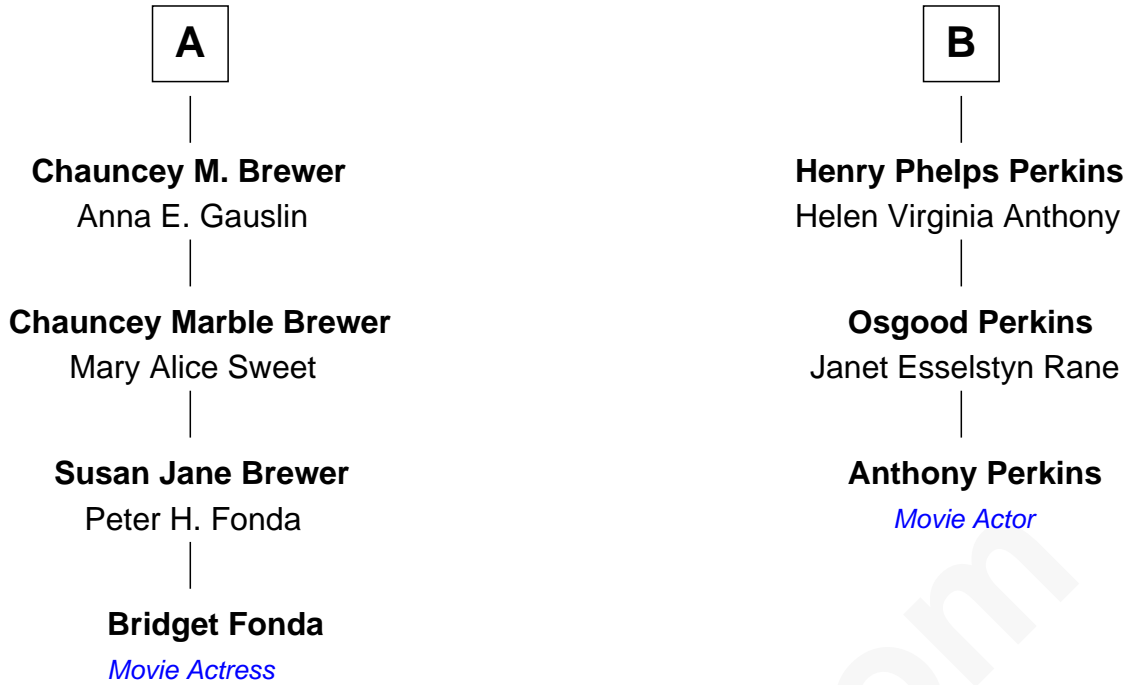 A
Chauncey M. Brewer
Anna E. Gauslin
Chauncey Marble Brewer
Mary Alice Sweet
Susan Jane Brewer
Peter H. Fonda
Bridget Fonda
Movie Actress
B
Henry Phelps Perkins
Helen Virginia Anthony
Osgood Perkins
Janet Esselstyn Rane
Anthony Perkins
Movie Actor
om